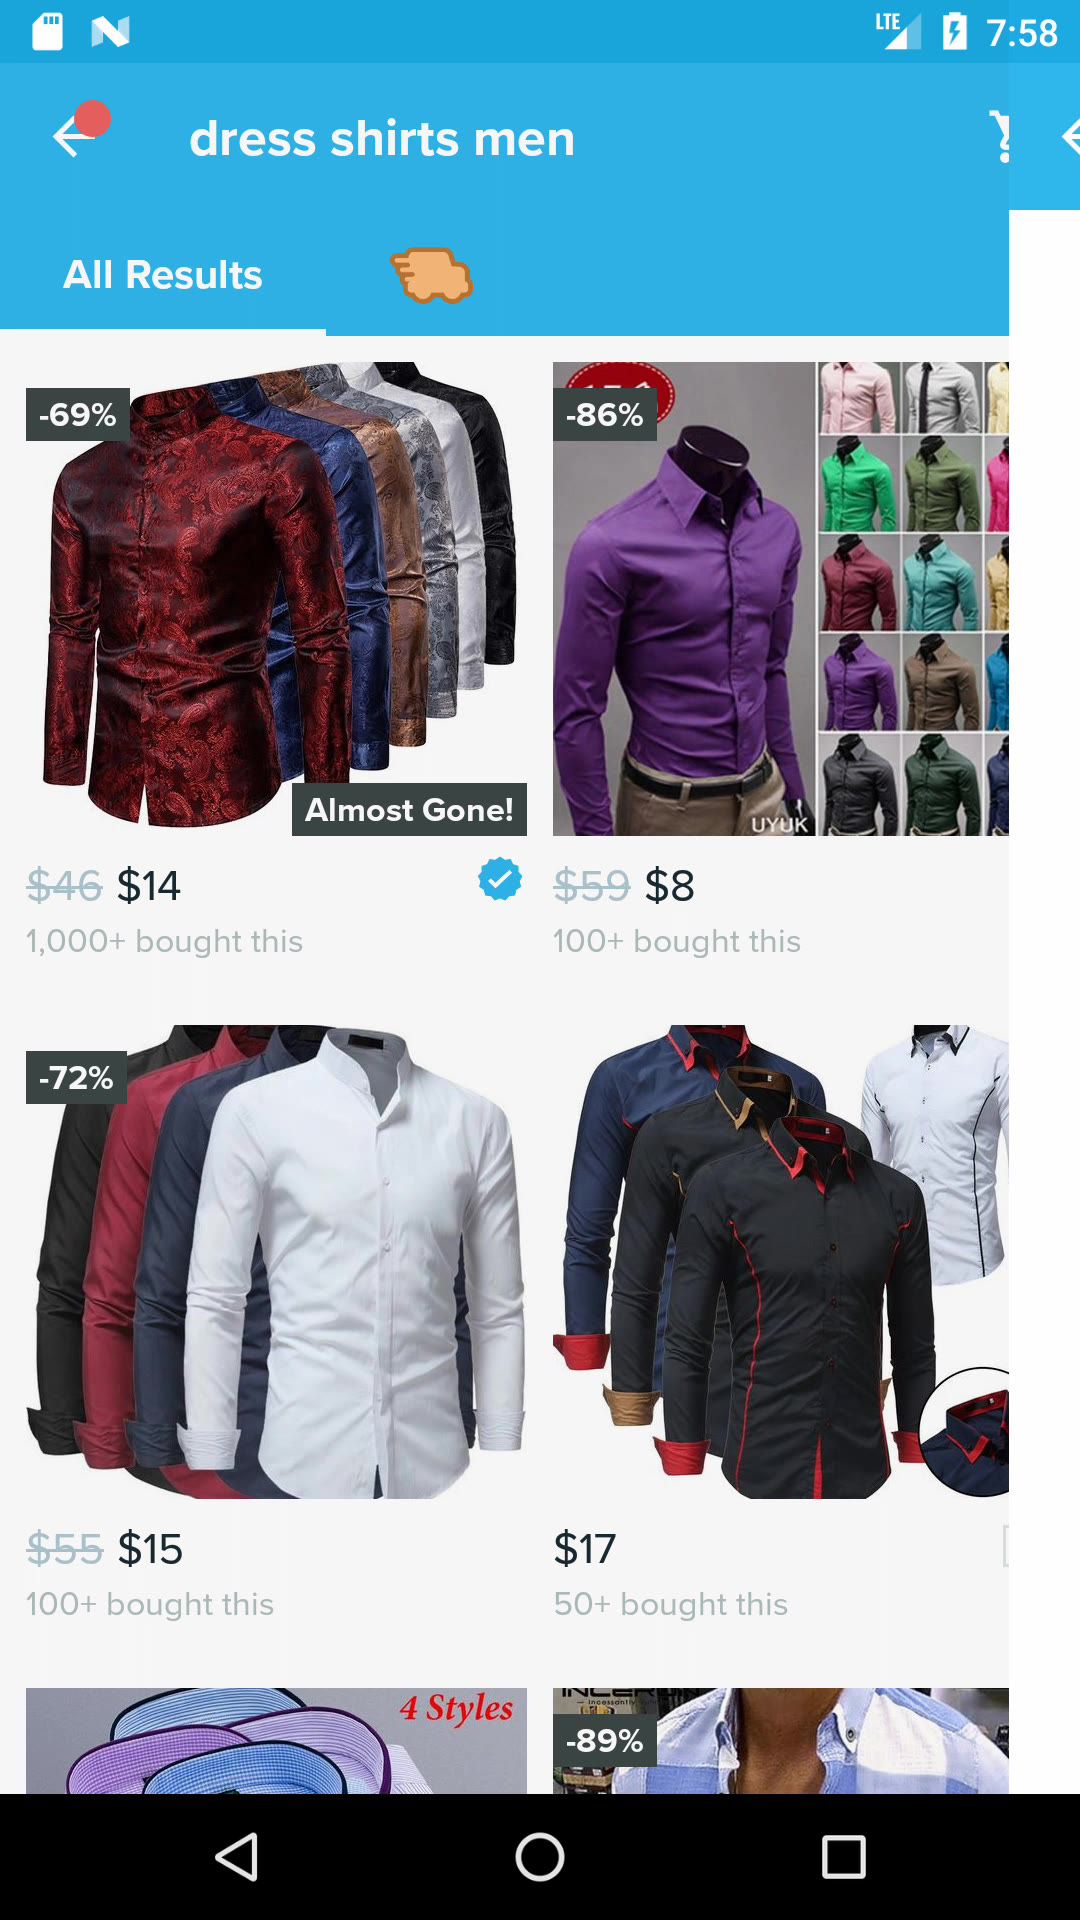 LTE 7:58
dress shirts men
All Results
-69%
-86%
UYUK
Almost Gone!
$46 $14
$59 $8
1,000+ bought this
100+ bought this
-72%
$55 $15
$17
100+ bought this
50+ bought this
4 Styles
-89%